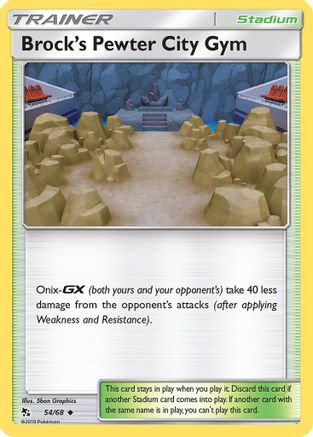 TRAINER Stadium
Brock's Pewter City Gym
Onix-GX (both yours and your opponent's) take 40 less
damage from the opponent's attacks (after applying
Weakness and Resistance).
Illus. 5ban Graphics
54/68
©2019 Pokémon
This card stays in play when you play it. Discard this card if
another Stadium card comes into play. If another card with
the same name is in play, you can't play this card.